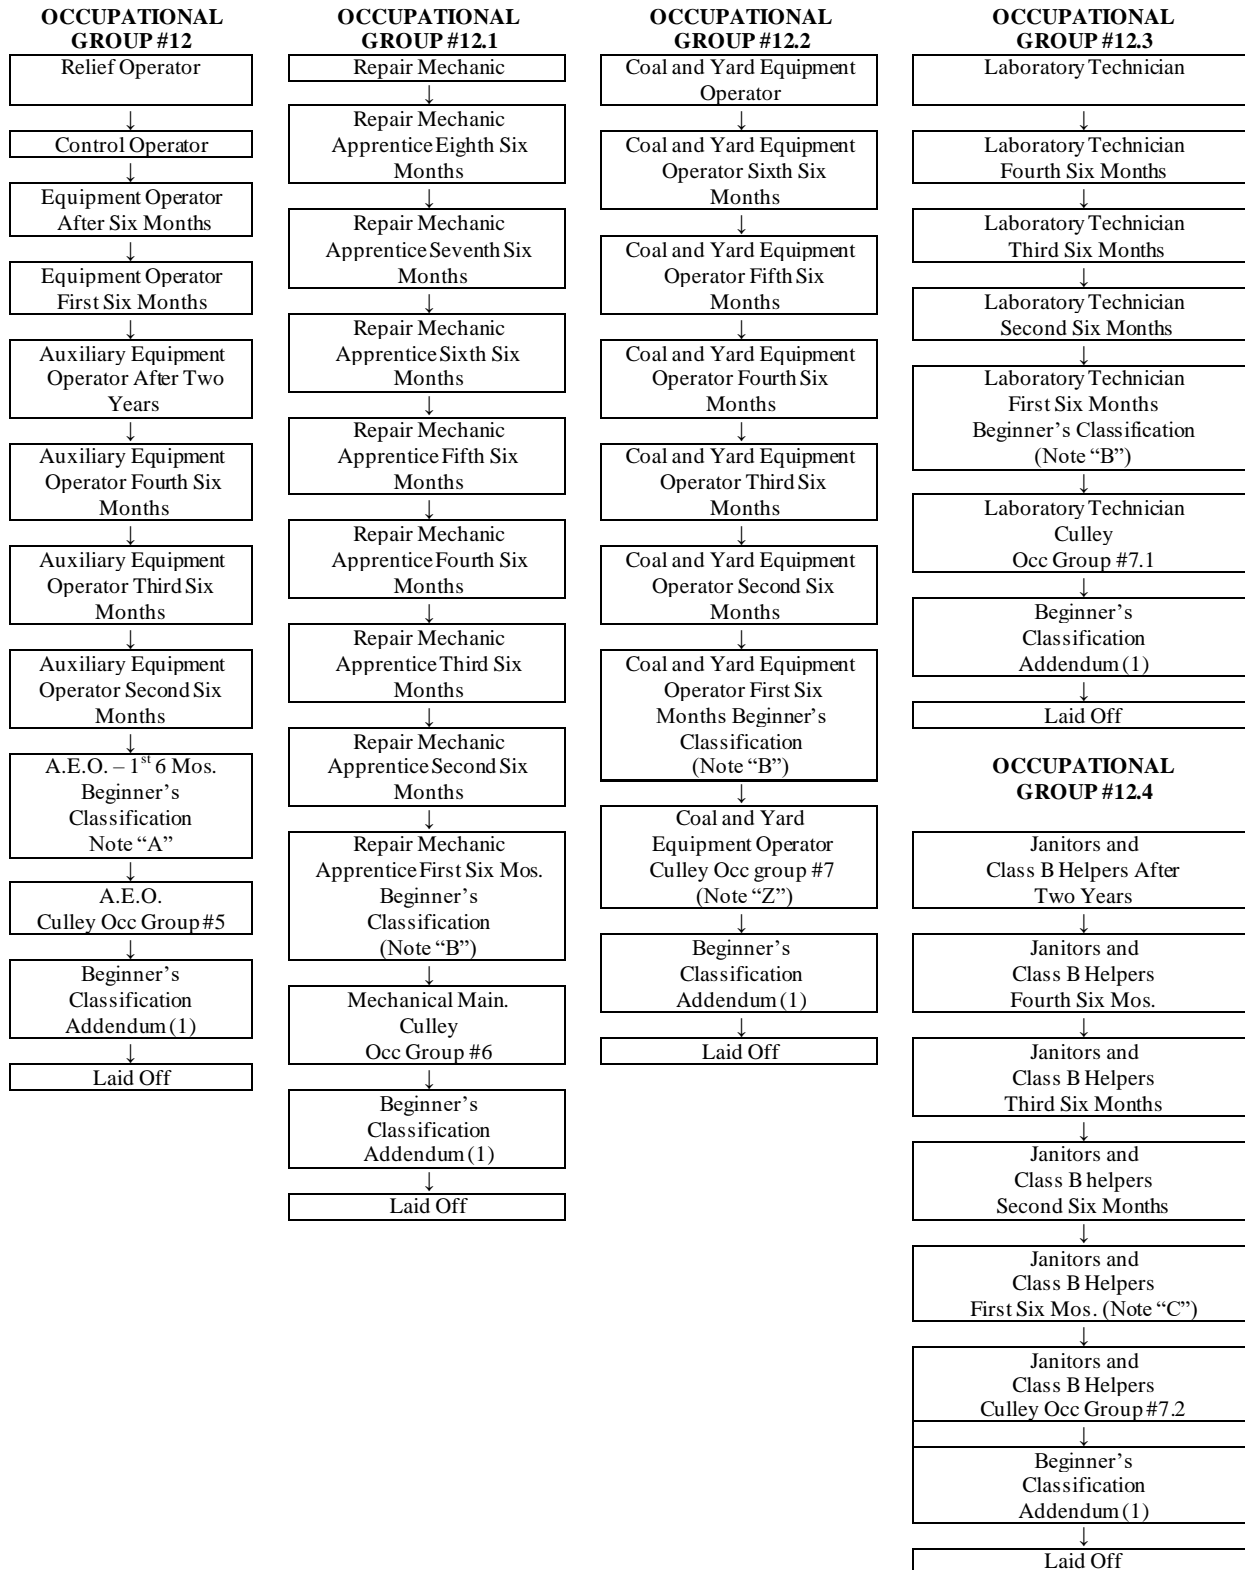 OCCUPATIONAL
GROUP #12
Relief Operator
↓
Control Operator
↓
Equipment Operator
After Six Months
↓
Equipment Operator
First Six Months
↓
Auxiliary Equipment
Operator After Two
Years
↓
Auxiliary Equipment
Operator Fourth Six
Months
↓
Auxiliary Equipment
Operator Third Six
Months
↓
Auxiliary Equipment
Operator Second Six
Months
↓
A.E.O. – 1st 6 Mos.
Beginner’s
Classification
Note “A”
↓
A.E.O.
Culley Occ Group #5
↓
Beginner’s
Classification
Addendum (1)
↓
Laid Off
OCCUPATIONAL
GROUP #12.1
Repair Mechanic
↓
Repair Mechanic
Apprentice Eighth Six
Months
↓
Repair Mechanic
Apprentice Seventh Six
Months
↓
Repair Mechanic
Apprentice Sixth Six
Months
↓
Repair Mechanic
Apprentice Fifth Six
Months
↓
Repair Mechanic
Apprentice Fourth Six
Months
↓
Repair Mechanic
Apprentice Third Six
Months
↓
Repair Mechanic
Apprentice Second Six
Months
↓
Repair Mechanic
Apprentice First Six Mos.
Beginner’s
Classification
(Note “B”)
↓
Mechanical Main.
Culley
Occ Group #6
↓
Beginner’s
Classification
Addendum (1)
↓
Laid Off
OCCUPATIONAL
GROUP #12.2
Coal and Yard Equipment
Operator
↓
Coal and Yard Equipment
Operator Sixth Six
Months
↓
Coal and Yard Equipment
Operator Fifth Six
Months
↓
Coal and Yard Equipment
Operator Fourth Six
Months
↓
Coal and Yard Equipment
Operator Third Six
Months
↓
Coal and Yard Equipment
Operator Second Six
Months
↓
Coal and Yard Equipment
Operator First Six
Months Beginner’s
Classification
(Note “B”)
↓
Coal and Yard
Equipment Operator
Culley Occ group #7
(Note “Z”)
↓
Beginner’s
Classification
Addendum (1)
↓
Laid Off
OCCUPATIONAL
GROUP #12.3
Laboratory Technician
↓
Laboratory Technician
Fourth Six Months
↓
Laboratory Technician
Third Six Months
↓
Laboratory Technician
Second Six Months
↓
Laboratory Technician
First Six Months
Beginner’s Classification
(Note “B”)
↓
Laboratory Technician
Culley
Occ Group #7.1
↓
Beginner’s
Classification
Addendum (1)
↓
Laid Off
OCCUPATIONAL
GROUP #12.4
Janitors and
Class B Helpers After
Two Years
↓
Janitors and
Class B Helpers
Fourth Six Mos.
↓
Janitors and
Class B Helpers
Third Six Months
↓
Janitors and
Class B helpers
Second Six Months
↓
Janitors and
Class B Helpers
First Six Mos. (Note “C”)
↓
Janitors and
Class B Helpers
Culley Occ Group #7.2
↓
Beginner’s
Classification
Addendum (1)
↓
Laid Off